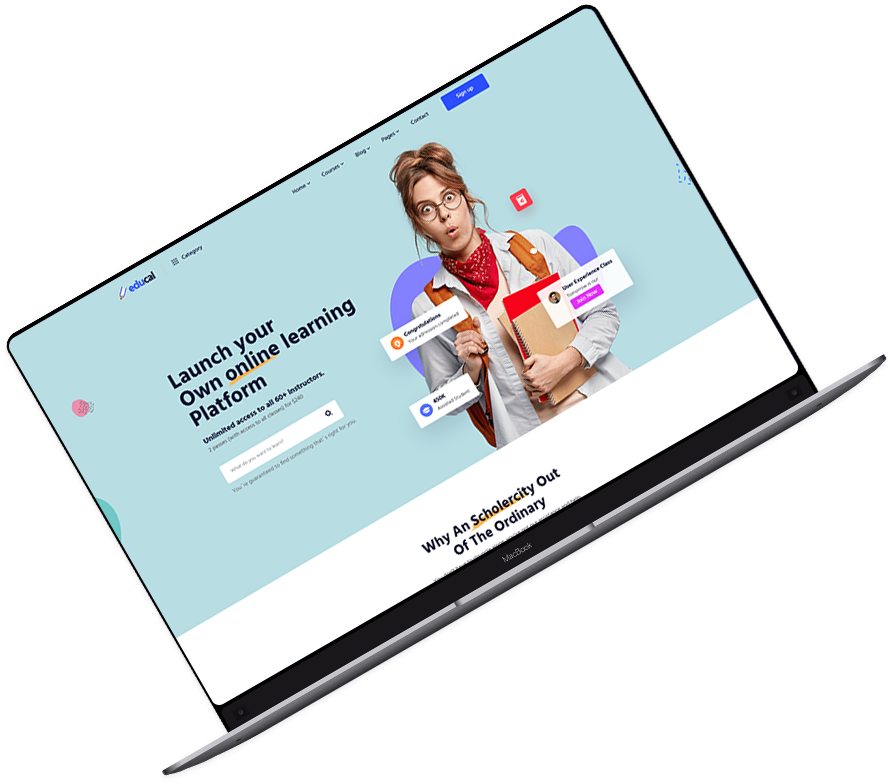 educal
Category
Home
Courses
Blog
Pages
Contact
Sign up
Launch your
Own online learning
Platform
Unlimited access to all 60+ instructors.
2 passes (with access to all classes) for $240
What do you want to learn?
You're guaranteed to find something that's right for you.
Congratulations
Your admission completed
450K
Assisted Student
User Experience Class
Tomorrow is our
Join Now
Why An Scholercity Out
Of The Ordinary
MacBook